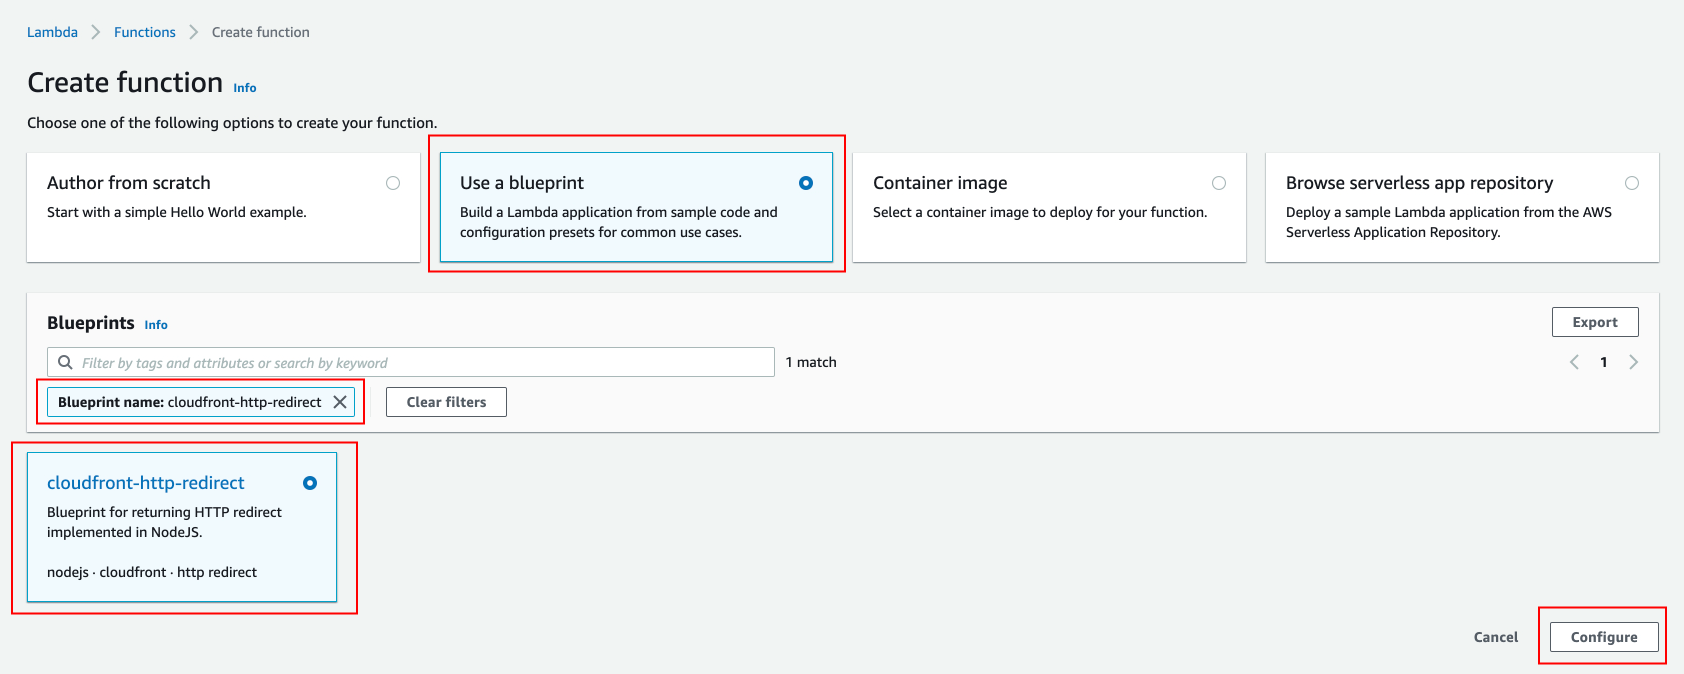 Lambda > Functions > Create function
Create function Info
Choose one of the following options to create your function.
Author from scratch
Start with a simple Hello World example.
Use a blueprint
Build a Lambda application from sample code and
configuration presets for common use cases.
Container image
Select a container image to deploy for your function.
Browse serverless app repository
Deploy a sample Lambda application from the AWS
Serverless Application Repository.
Blueprints Info
Export
Filter by tags and attributes or search by keyword
1 match
< 1 >
Blueprint name: cloudfront-http-redirect ×
Clear filters
cloudfront-http-redirect
Blueprint for returning HTTP redirect
implemented in NodeJS.
nodejs · cloudfront · http redirect
Cancel
Configure